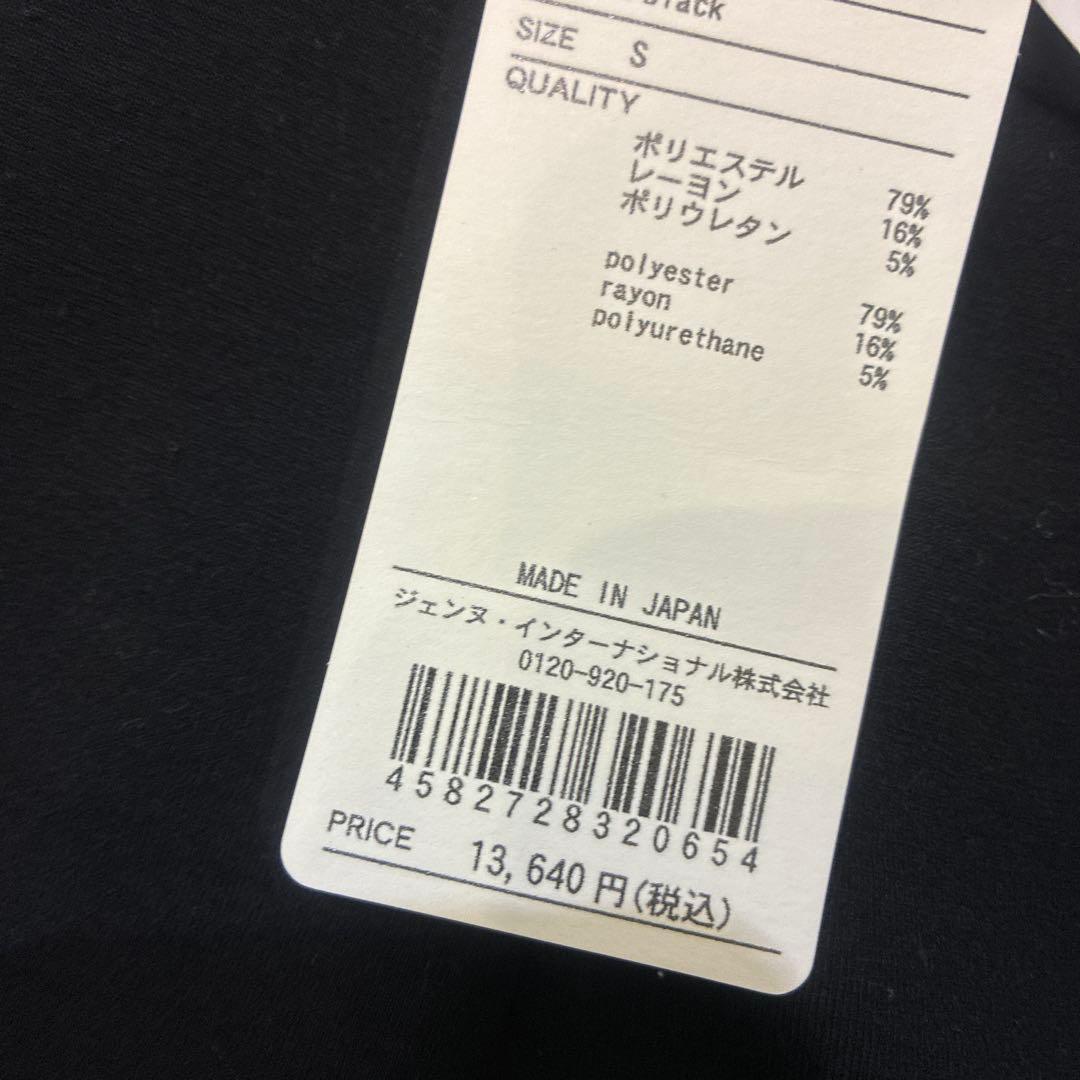 black
SIZE S
QUALITY
ポリエステル 79%
レーヨン 16%
ポリウレタン 5%
polyester 79%
rayon 16%
polyurethane 5%
MADE IN JAPAN
ジェンヌ・インターナショナル株式会社
0120-920-175
4582728320654
PRICE 13,640円(税込)